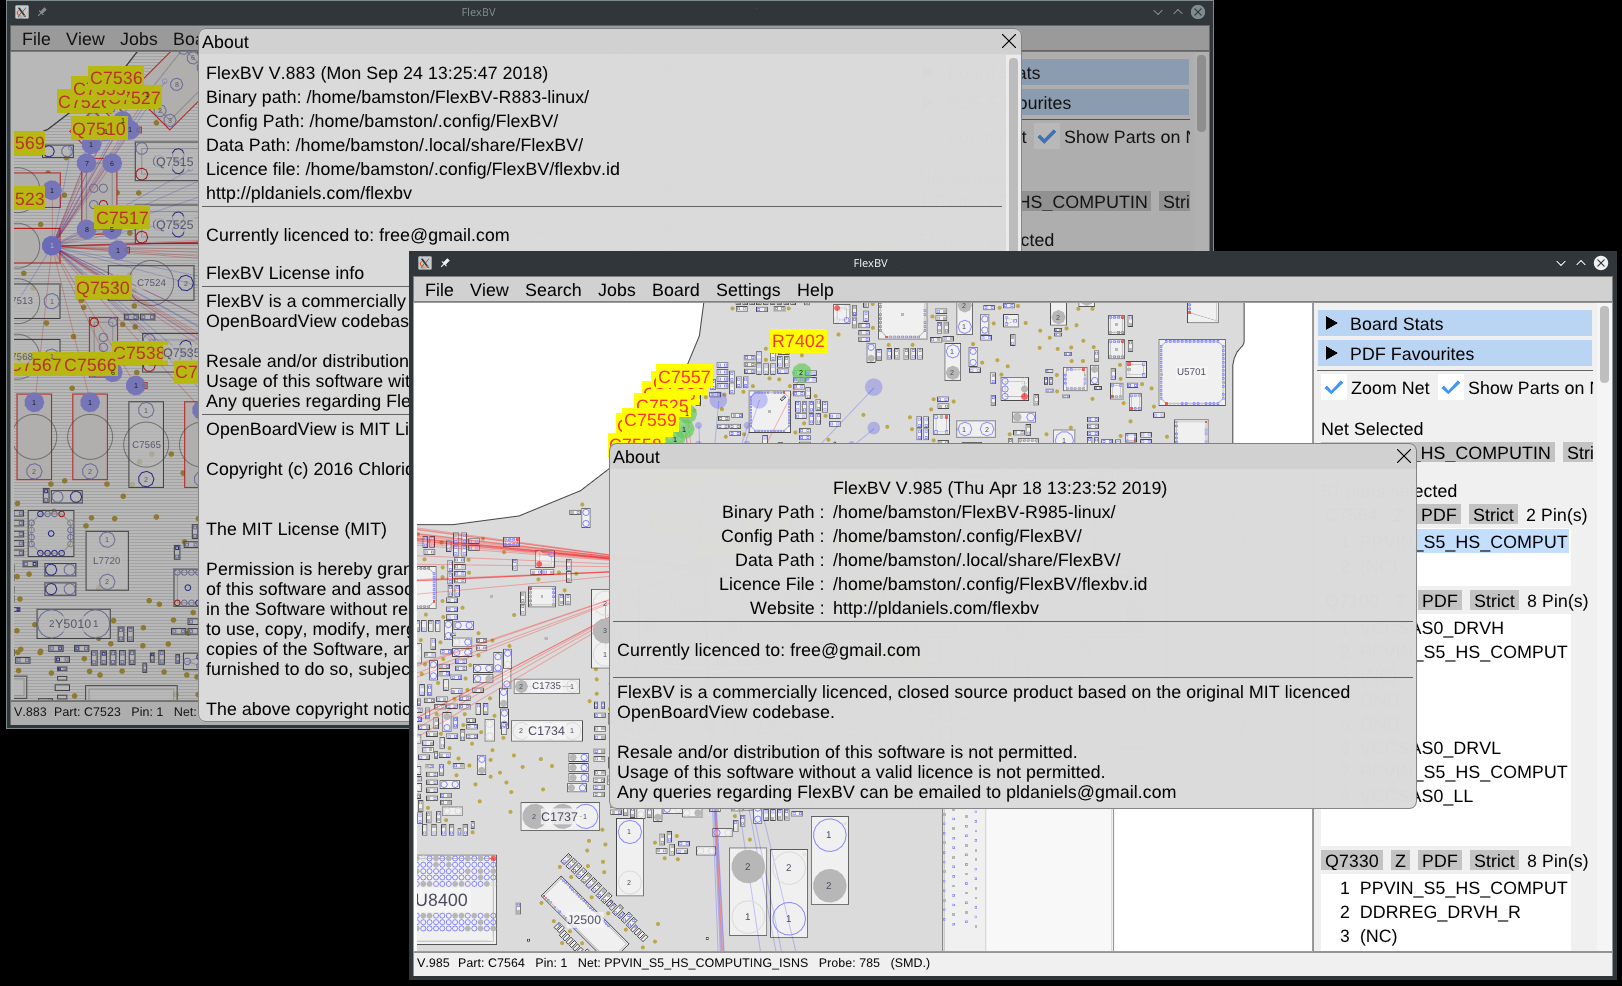 FlexBV
File View Jobs
About
FlexBV V.883 (Mon Sep 24 13:25:47 2018)
Binary path: /home/bamston/FlexBV-R883-linux/
Config Path: /home/bamston/.config/FlexBV/
Data Path: /home/bamston/.local/share/FlexBV/
Licence file: /home/bamston/.config/FlexBV/flexbv.id
http://pldaniels.com/flexbv
Currently licenced to: free@gmail.com
FlexBV License info
FlexBV is a commercially
OpenBoardView codebas
Resale and/or distribution
Usage of this software wit
Any queries regarding Fle
OpenBoardView is MIT Li
Copyright (c) 2016 Chlorid
The MIT License (MIT)
Permission is hereby gran
of this software and assoc
in the Software without re
to use, copy, modify, merg
copies of the Software, an
furnished to do so, subjec
The above copyright notic
C7536
C7527
Q7510
569
Q7515
523
C7517
Q7525
C7524
Q7530
7513
C7538
Q7535
C7566
C7
C7565
L7720
2Y5010 1
V.883 Part: C7523 Pin: 1 Net:
ats
ourites
Show Parts on N
HS_COMPUTIN Stri
cted
FlexBV
File View Search Jobs Board Settings Help
R7402
C7557
C7525
C7559
C7558
U5701
C1735
C1734
C1737
U8400
J2500
About
FlexBV V.985 (Thu Apr 18 13:23:52 2019)
Binary Path : /home/bamston/FlexBV-R985-linux/
Config Path : /home/bamston/.config/FlexBV/
Data Path : /home/bamston/.local/share/FlexBV/
Licence File : /home/bamston/.config/FlexBV/flexbv.id
Website : http://pldaniels.com/flexbv
Currently licenced to: free@gmail.com
FlexBV is a commercially licenced, closed source product based on the original MIT licenced
OpenBoardView codebase.
Resale and/or distribution of this software is not permitted.
Usage of this software without a valid licence is not permitted.
Any queries regarding FlexBV can be emailed to pldaniels@gmail.com
Board Stats
PDF Favourites
Zoom Net Show Parts on N
Net Selected
_HS_COMPUTIN Stri
ected
PDF Strict 2 Pin(s)
_S5_HS_COMPUT
PDF Strict 8 Pin(s)
AS0_DRVH
_S5_HS_COMPUT
AS0_DRVL
_S5_HS_COMPUT
AS0_LL
Q7330 Z PDF Strict 8 Pin(s)
1 PPVIN_S5_HS_COMPUT
2 DDRREG_DRVH_R
3 (NC)
V.985 Part: C7564 Pin: 1 Net: PPVIN_S5_HS_COMPUTING_ISNS Probe: 785 (SMD.)